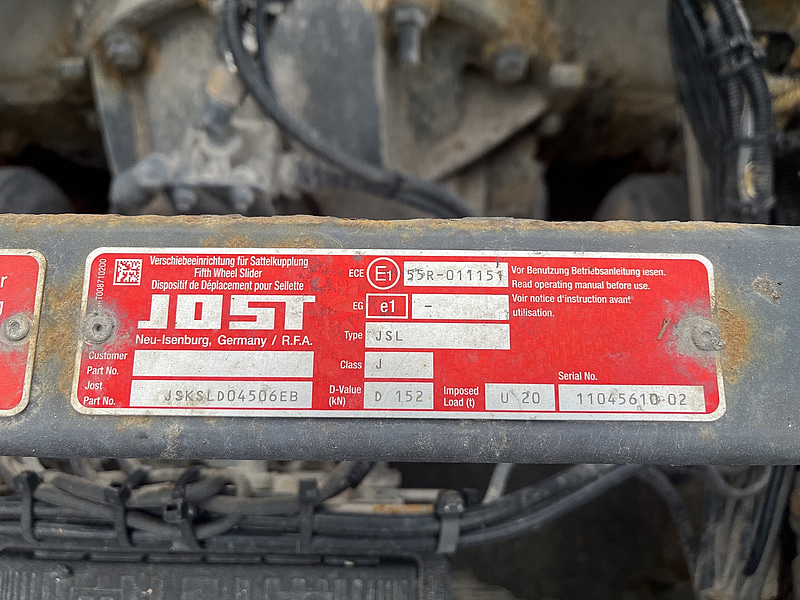 Verschiebeeinrichtung für Sattelkupplung
Fifth Wheel Slider
Dispositif de Déplacement pour Sellette
JOST
Neu-Isenburg, Germany / R.F.A.
Customer
Part No.
Jost
Part No. JSKSLD04506EB
ECE E1 55R-011151
EG e1 -
Type JSL
Class J
D-Value
(kN) D 152
Imposed
Load (t) U 20
Serial No.
11045610 02
Vor Benutzung Betriebsanleitung lesen.
Read operating manual before use.
Voir notice d'instruction avant
utilisation.
r
g